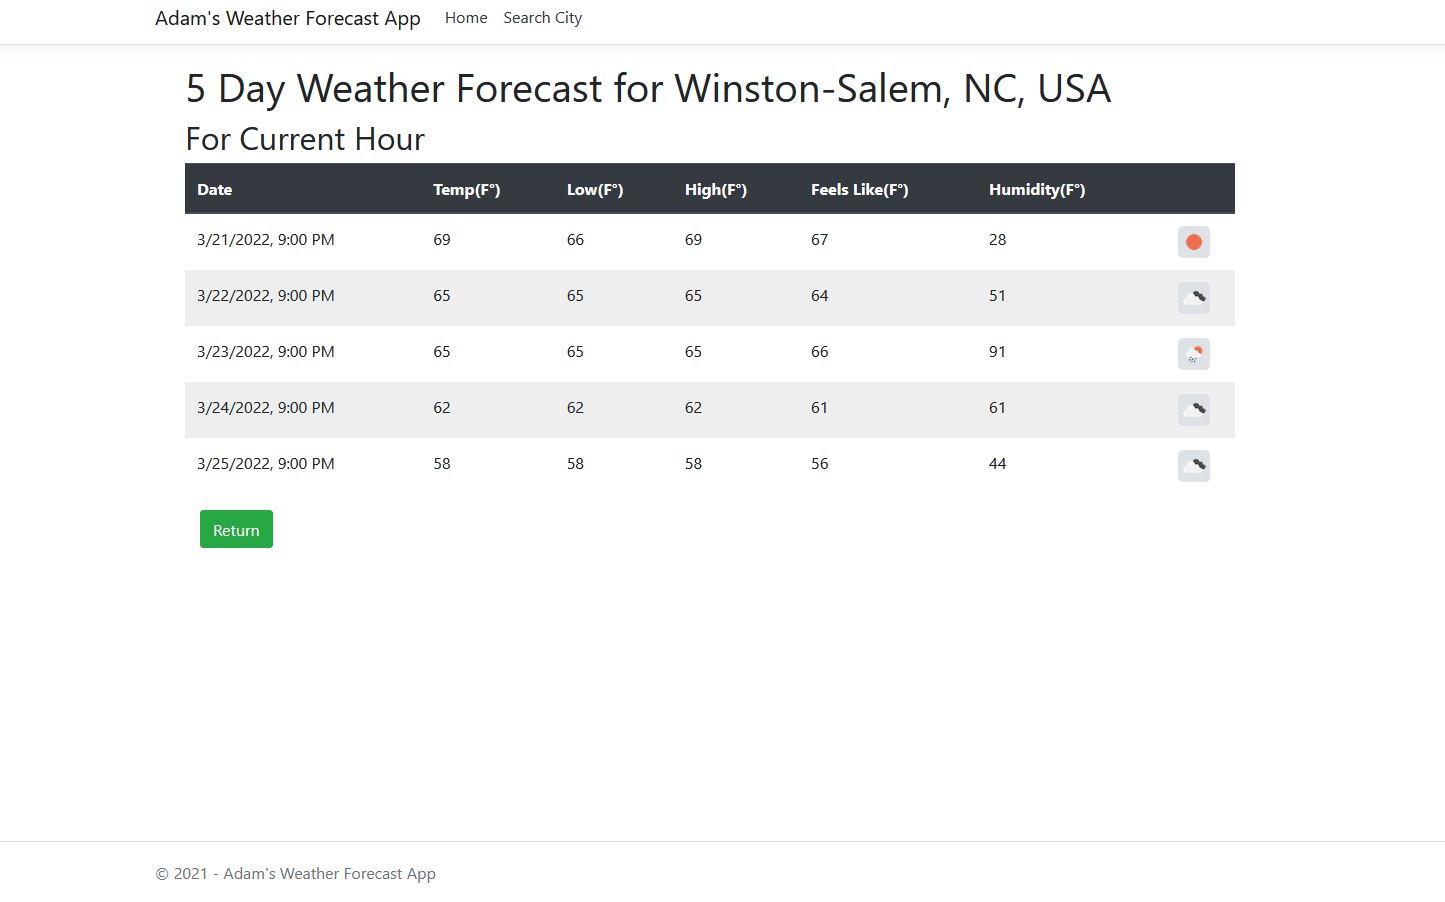 Adam's Weather Forecast App Home Search City
5 Day Weather Forecast for Winston-Salem, NC, USA
For Current Hour
Date Temp(F°) Low(F°) High(F°) Feels Like(F°) Humidity(F°)
3/21/2022, 9:00 PM 69 66 69 67 28
3/22/2022, 9:00 PM 65 65 65 64 51
3/23/2022, 9:00 PM 65 65 65 66 91
3/24/2022, 9:00 PM 62 62 62 61 61
3/25/2022, 9:00 PM 58 58 58 56 44
Return
© 2021 - Adam's Weather Forecast App